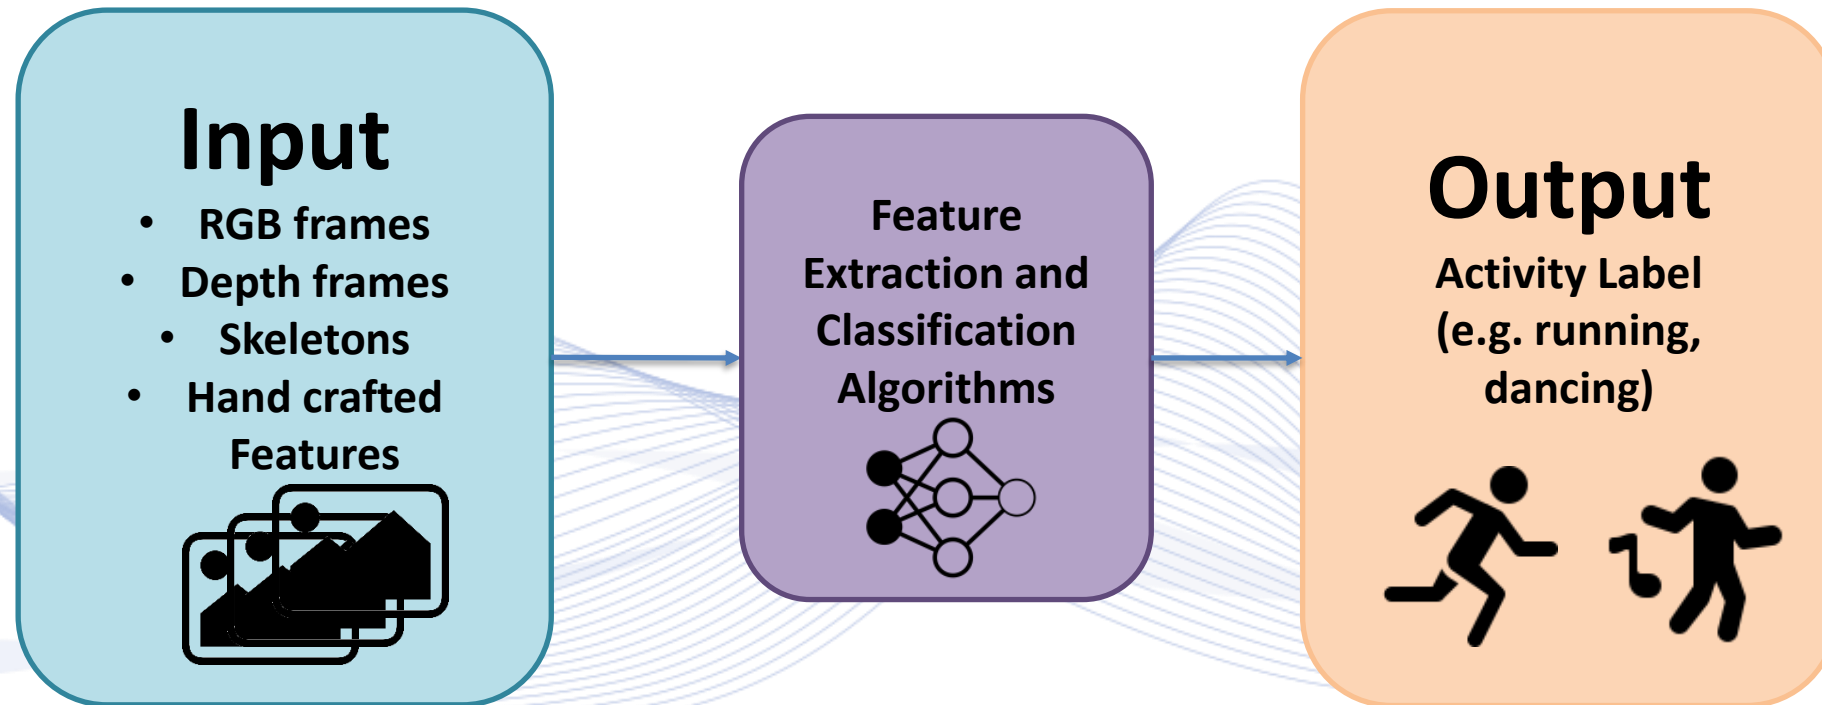 Input
• RGB frames
• Depth frames
• Skeletons
• Hand crafted
Features
Feature
Extraction and
Classification
Algorithms
Output
Activity Label
(e.g. running,
dancing)